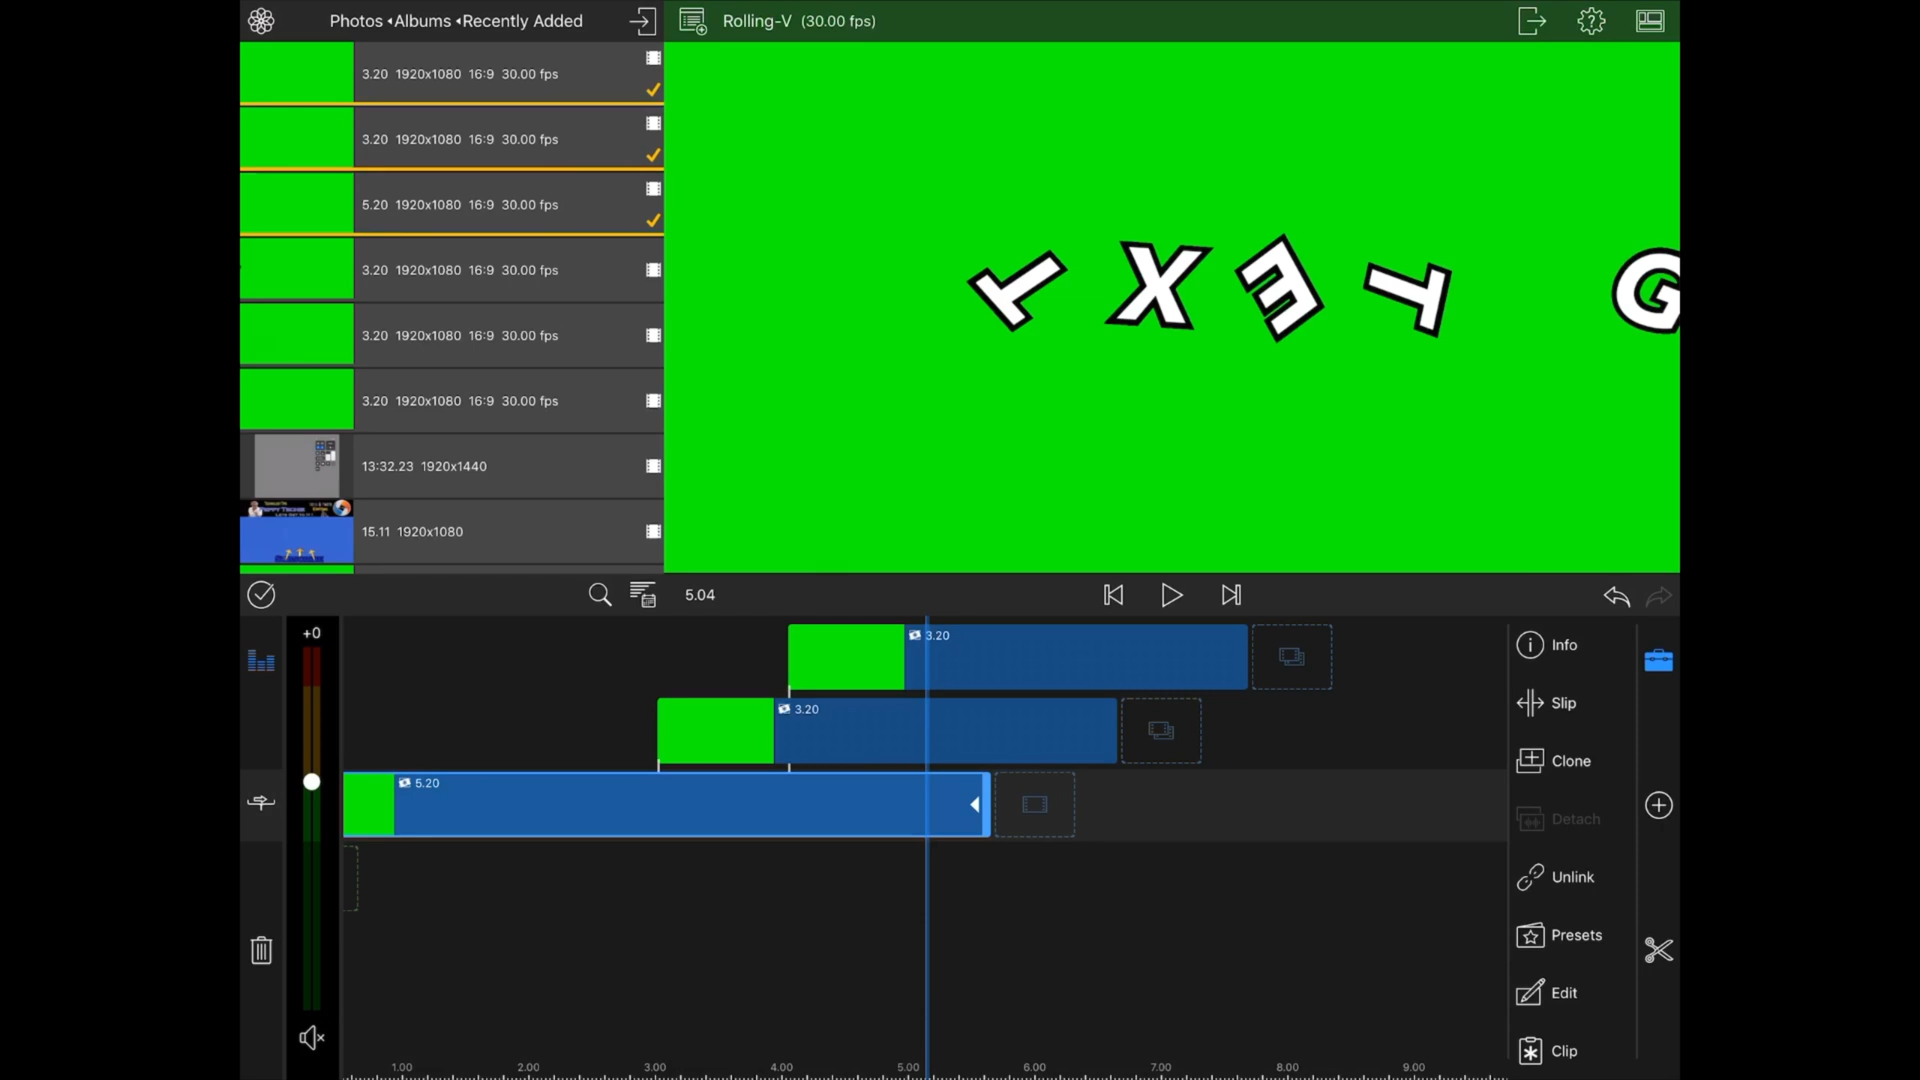 Photos ◂Albums ◂Recently Added
Rolling-V (30.00 fps)
3.20 1920x1080 16:9 30.00 fps
3.20 1920x1080 16:9 30.00 fps
5.20 1920x1080 16:9 30.00 fps
3.20 1920x1080 16:9 30.00 fps
3.20 1920x1080 16:9 30.00 fps
3.20 1920x1080 16:9 30.00 fps
13:32.23 1920x1440
15.11 1920x1080
T X E T G
5.04
+0
3.20
3.20
5.20
Info
Slip
Clone
Detach
Unlink
Presets
Edit
Clip
1.00 2.00 3.00 4.00 5.00 6.00 7.00 8.00 9.00